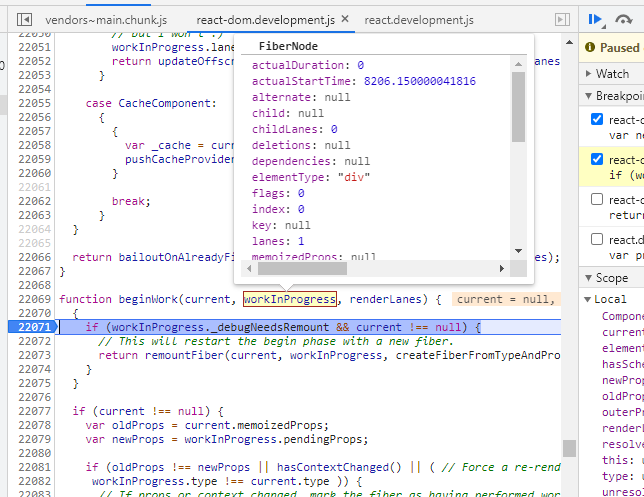 vendors~main.chunk.js react-dom.development.js × react.development.js
22050 // but I won't :)
22051 workInProgress.lane
22052 return updateOffscr anes
22053 }
22054
22055 case CacheComponent:
22056 {
22057 {
22058 var _cache = curr
22059 pushCacheProvider
22060 }
22061
22062 break;
22063 }
22064 }
22065
22066 return bailoutOnAlreadyFi es);
22067 }
22068
22069 function beginWork(current, workInProgress, renderLanes) { current = null,
22070 {
22071 if (workInProgress._debugNeedsRemount && current !== null) {
22072 // This will restart the begin phase with a new fiber.
22073 return remountFiber(current, workInProgress, createFiberFromTypeAndPro
22074 }
22075 }
22076
22077 if (current !== null) {
22078 var oldProps = current.memoizedProps;
22079 var newProps = workInProgress.pendingProps;
22080
22081 if (oldProps !== newProps || hasContextChanged() || ( // Force a re-rend
22082 workInProgress.type !== current.type )) {
22083 // If props or context changed, mark the fiber as having performed wor
FiberNode
actualDuration: 0
actualStartTime: 8206.150000041816
alternate: null
child: null
childLanes: 0
deletions: null
dependencies: null
elementType: "div"
flags: 0
index: 0
key: null
lanes: 1
memoizedProps: null
Paused
Watch
Breakpoi
react-d
var ne
react-d
if (wo
react-d
return
react.d
var pr
Scope
Local
Compone
current
element
hasSche
newProp
oldProp
outerPr
renderL
resolve
this: u
type: u
unreso